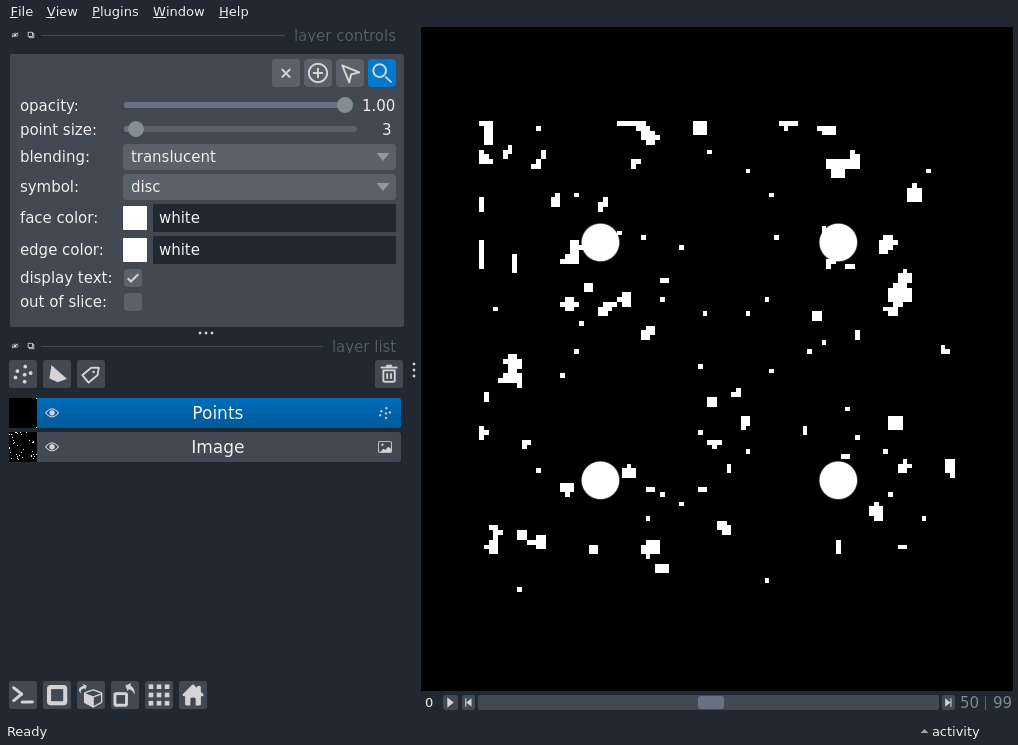 File View Plugins Window Help
layer controls
opacity: 1.00
point size: 3
blending: translucent
symbol: disc
face color: white
edge color: white
display text:
out of slice:
layer list
Points
Image
0 50 | 99
Ready activity